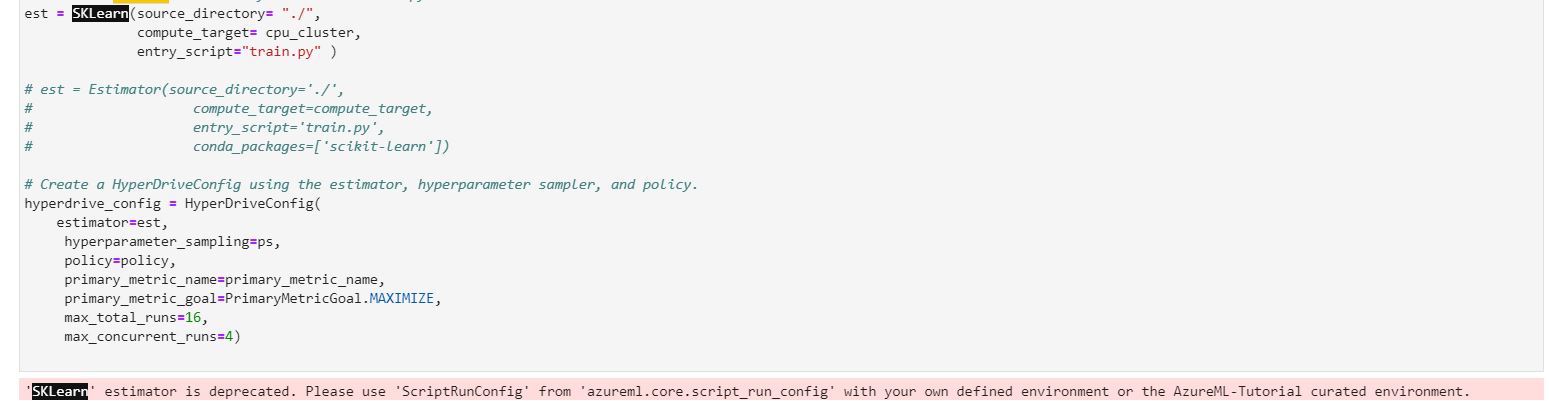 est = SKLearn(source_directory= "./",
              compute_target= cpu_cluster,
              entry_script="train.py" )
# est = Estimator(source_directory='./',
#                    compute_target=compute_target,
#                    entry_script='train.py',
#                    conda_packages=['scikit-learn'])
# Create a HyperDriveConfig using the estimator, hyperparameter sampler, and policy.
hyperdrive_config = HyperDriveConfig(
    estimator=est,
     hyperparameter_sampling=ps,
     policy=policy,
     primary_metric_name=primary_metric_name,
     primary_metric_goal=PrimaryMetricGoal.MAXIMIZE,
     max_total_runs=16,
     max_concurrent_runs=4)
'SKLearn' estimator is deprecated. Please use 'ScriptRunConfig' from 'azureml.core.script_run_config' with your own defined environment or the AzureML-Tutorial curated environment.